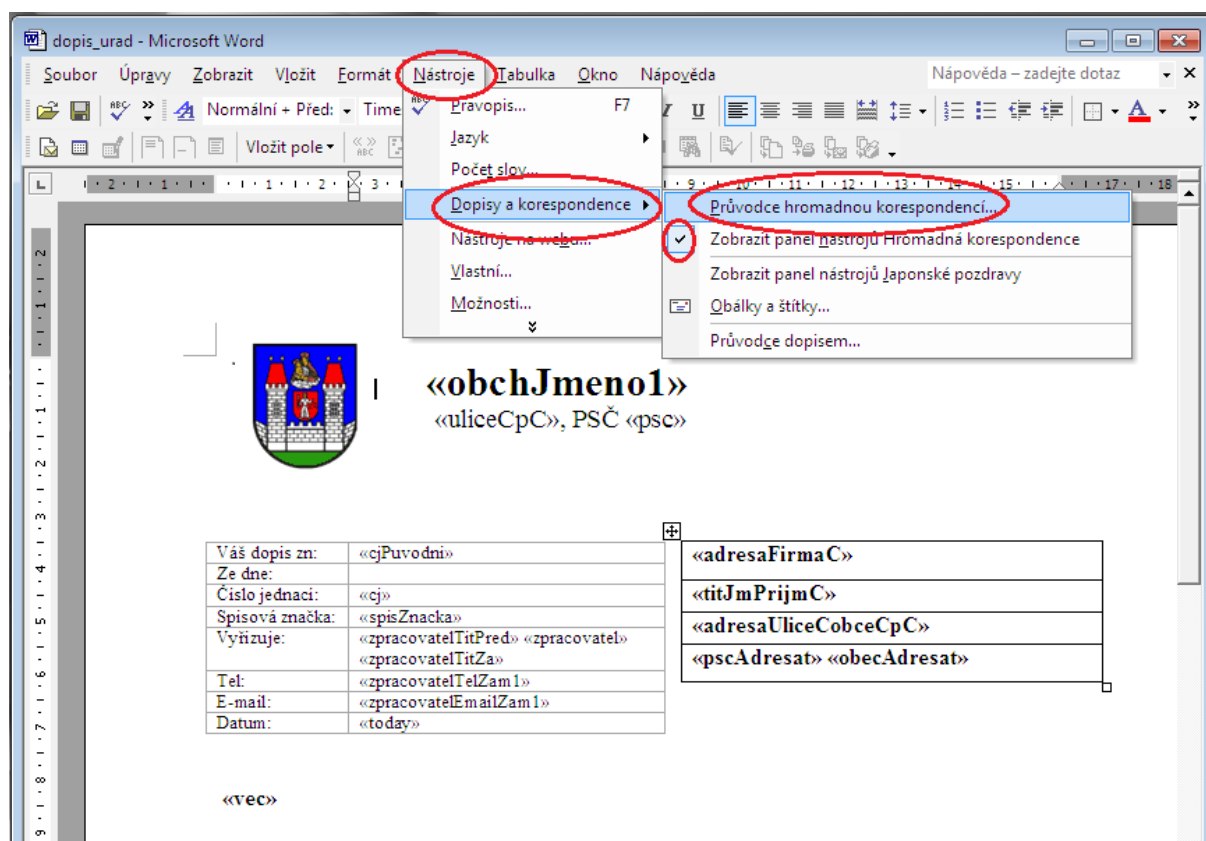 dopis_urad - Microsoft Word
Soubor Úpravy Zobrazit Vložit Formát Nástroje Tabulka Okno Nápověda Nápověda – zadejte dotaz
Normální + Před: Time
Vložit pole
Pravopis... F7
Jazyk
Počet slov...
Dopisy a korespondence
Nástroje na webu...
Vlastní...
Možnosti...
Průvodce hromadnou korespondencí...
Zobrazit panel nástrojů Hromadná korespondence
Zobrazit panel nástrojů Japonské pozdravy
Obálky a štítky...
Průvodce dopisem...
«obchJmeno1»
«uliceCpC», PSČ «psc»
Váš dopis zn: «cjPuvodni»
Ze dne:
Číslo jednací: «cj»
Spisová značka: «spisZnacka»
Vyřizuje: «zpracovatelTitPred» «zpracovatel»
«zpracovatelTitZa»
Tel: «zpracovatelTelZam1»
E-mail: «zpracovatelEmailZam1»
Datum: «today»
«adresaFirmaC»
«titJmPrijmC»
«adresaUliceCobceCpC»
«pscAdresat» «obecAdresat»
«vec»